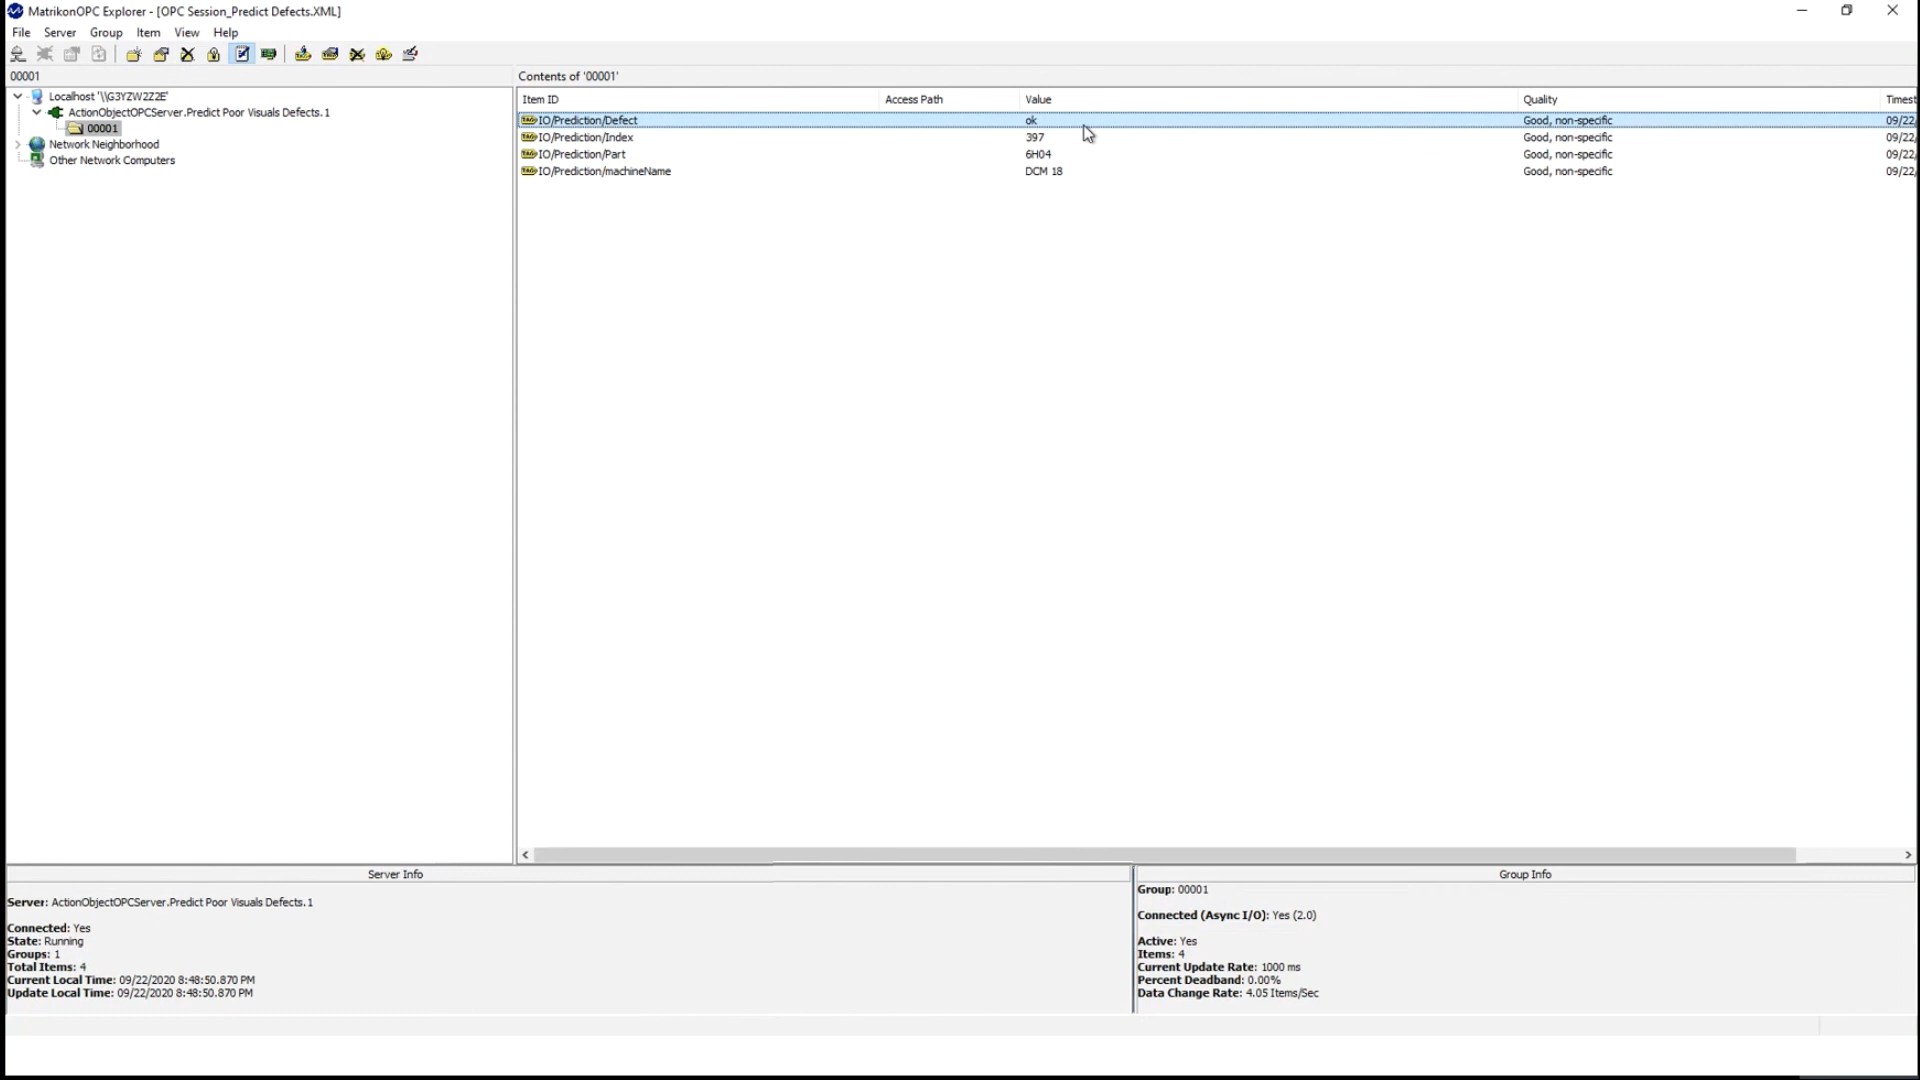 MatrikonOPC Explorer - [OPC Session_Predict Defects.XML]
File Server Group Item View Help
00001
Contents of '00001'
Localhost '\\G3YZW2Z2E'
ActionObjectOPCServer.Predict Poor Visuals Defects.1
00001
Network Neighborhood
Other Network Computers
Item ID Access Path Value Quality Timest
IO/Prediction/Defect ok Good, non-specific 09/22,
IO/Prediction/Index 397 Good, non-specific 09/22,
IO/Prediction/Part 6H04 Good, non-specific 09/22,
IO/Prediction/machineName DCM 18 Good, non-specific 09/22,
Server Info
Server: ActionObjectOPCServer.Predict Poor Visuals Defects.1
Connected: Yes
State: Running
Groups: 1
Total Items: 4
Current Local Time: 09/22/2020 8:48:50.870 PM
Update Local Time: 09/22/2020 8:48:50.870 PM
Group Info
Group: 00001
Connected (Async I/O): Yes (2.0)
Active: Yes
Items: 4
Current Update Rate: 1000 ms
Percent Deadband: 0.00%
Data Change Rate: 4.05 Items/Sec